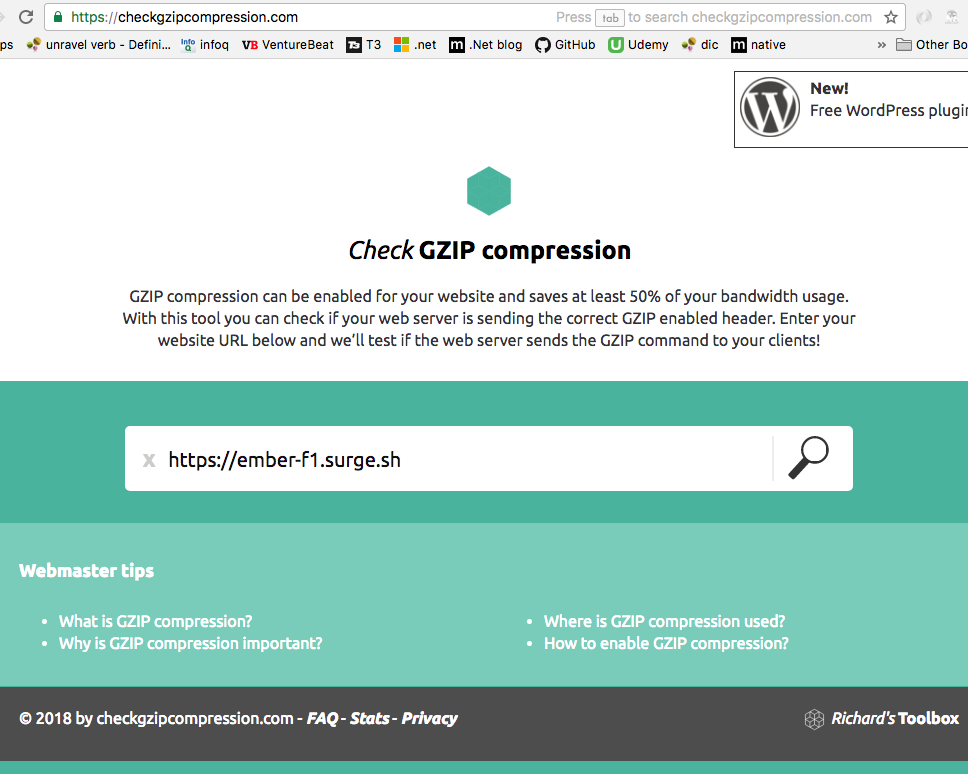 https://checkgzipcompression.com Press tab to search checkgzipcompression.com
ps unravel verb - Defini... InfoQ infoq VB VentureBeat T3 T3 .net m .Net blog GitHub U Udemy dic m native » Other Bo
New!
Free WordPress plugin
Check GZIP compression
GZIP compression can be enabled for your website and saves at least 50% of your bandwidth usage.
With this tool you can check if your web server is sending the correct GZIP enabled header. Enter your
website URL below and we'll test if the web server sends the GZIP command to your clients!
x https://ember-f1.surge.sh
Webmaster tips
• What is GZIP compression?
• Why is GZIP compression important?
• Where is GZIP compression used?
• How to enable GZIP compression?
© 2018 by checkgzipcompression.com - FAQ - Stats - Privacy
Richard's Toolbox